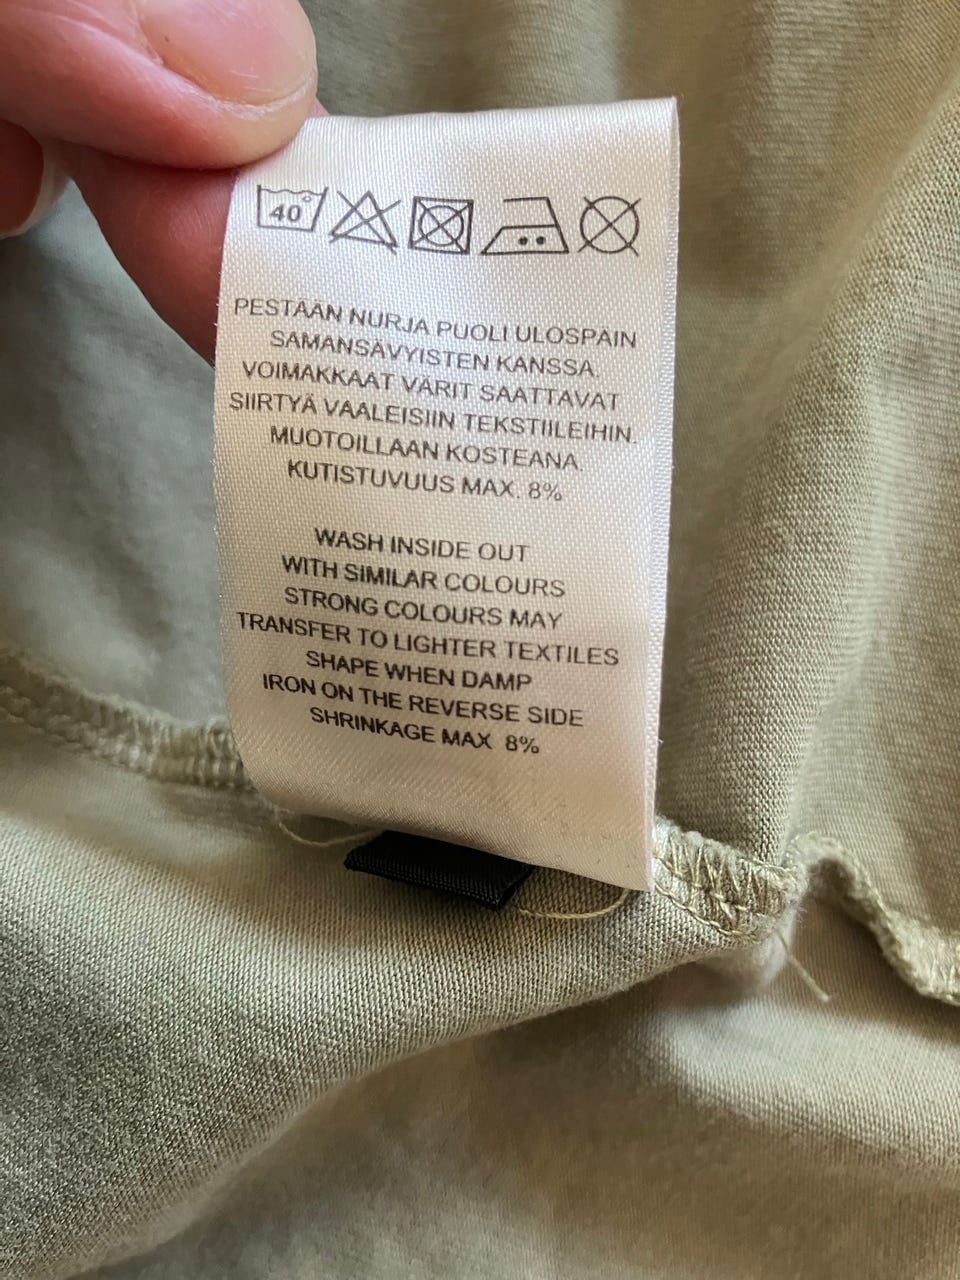 40°
PESTÄÄN NURJA PUOLI ULOSPAIN
SAMANSÄVYISTEN KANSSA.
VOIMAKKAAT VÄRIT SAATTAVAT
SIIRTYÄ VAALEISIIN TEKSTIILEIHIN.
MUOTOILLAAN KOSTEANA.
KUTISTUVUUS MAX. 8%
WASH INSIDE OUT
WITH SIMILAR COLOURS
STRONG COLOURS MAY
TRANSFER TO LIGHTER TEXTILES
SHAPE WHEN DAMP
IRON ON THE REVERSE SIDE
SHRINKAGE MAX 8%